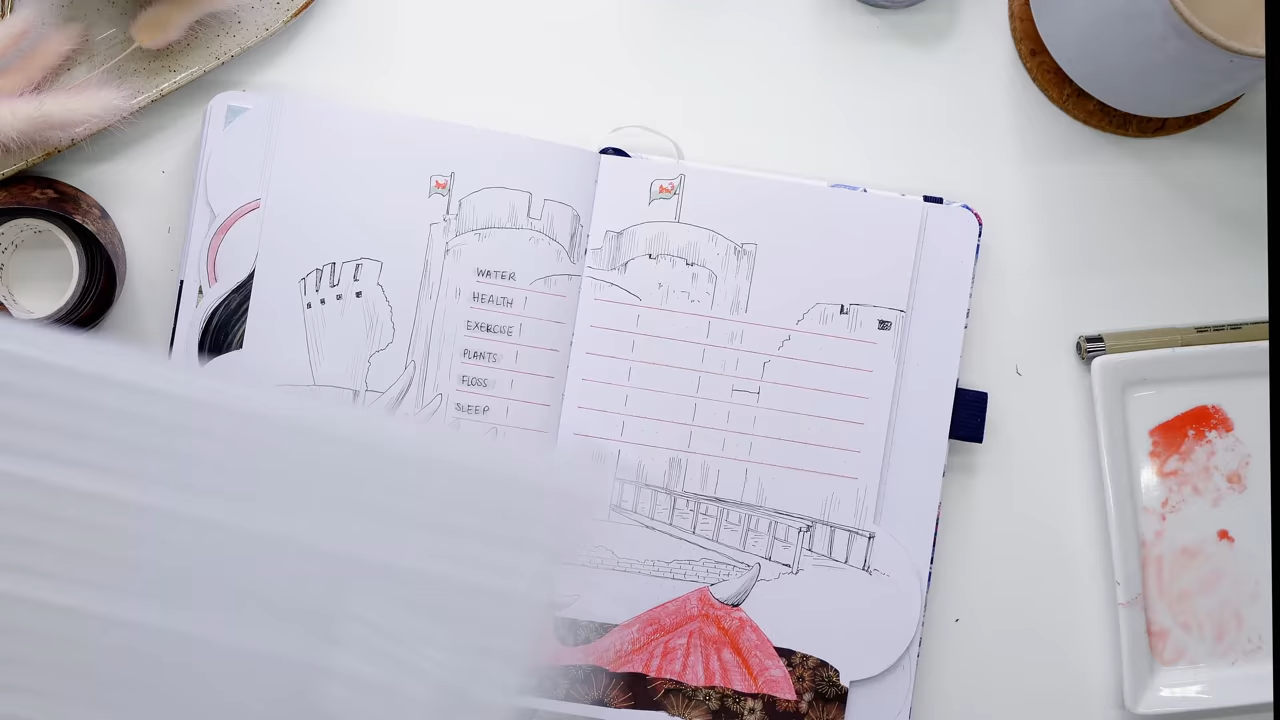 WATER
HEALTH
EXERCISE
PLANTS
FLOSS
SLEEP